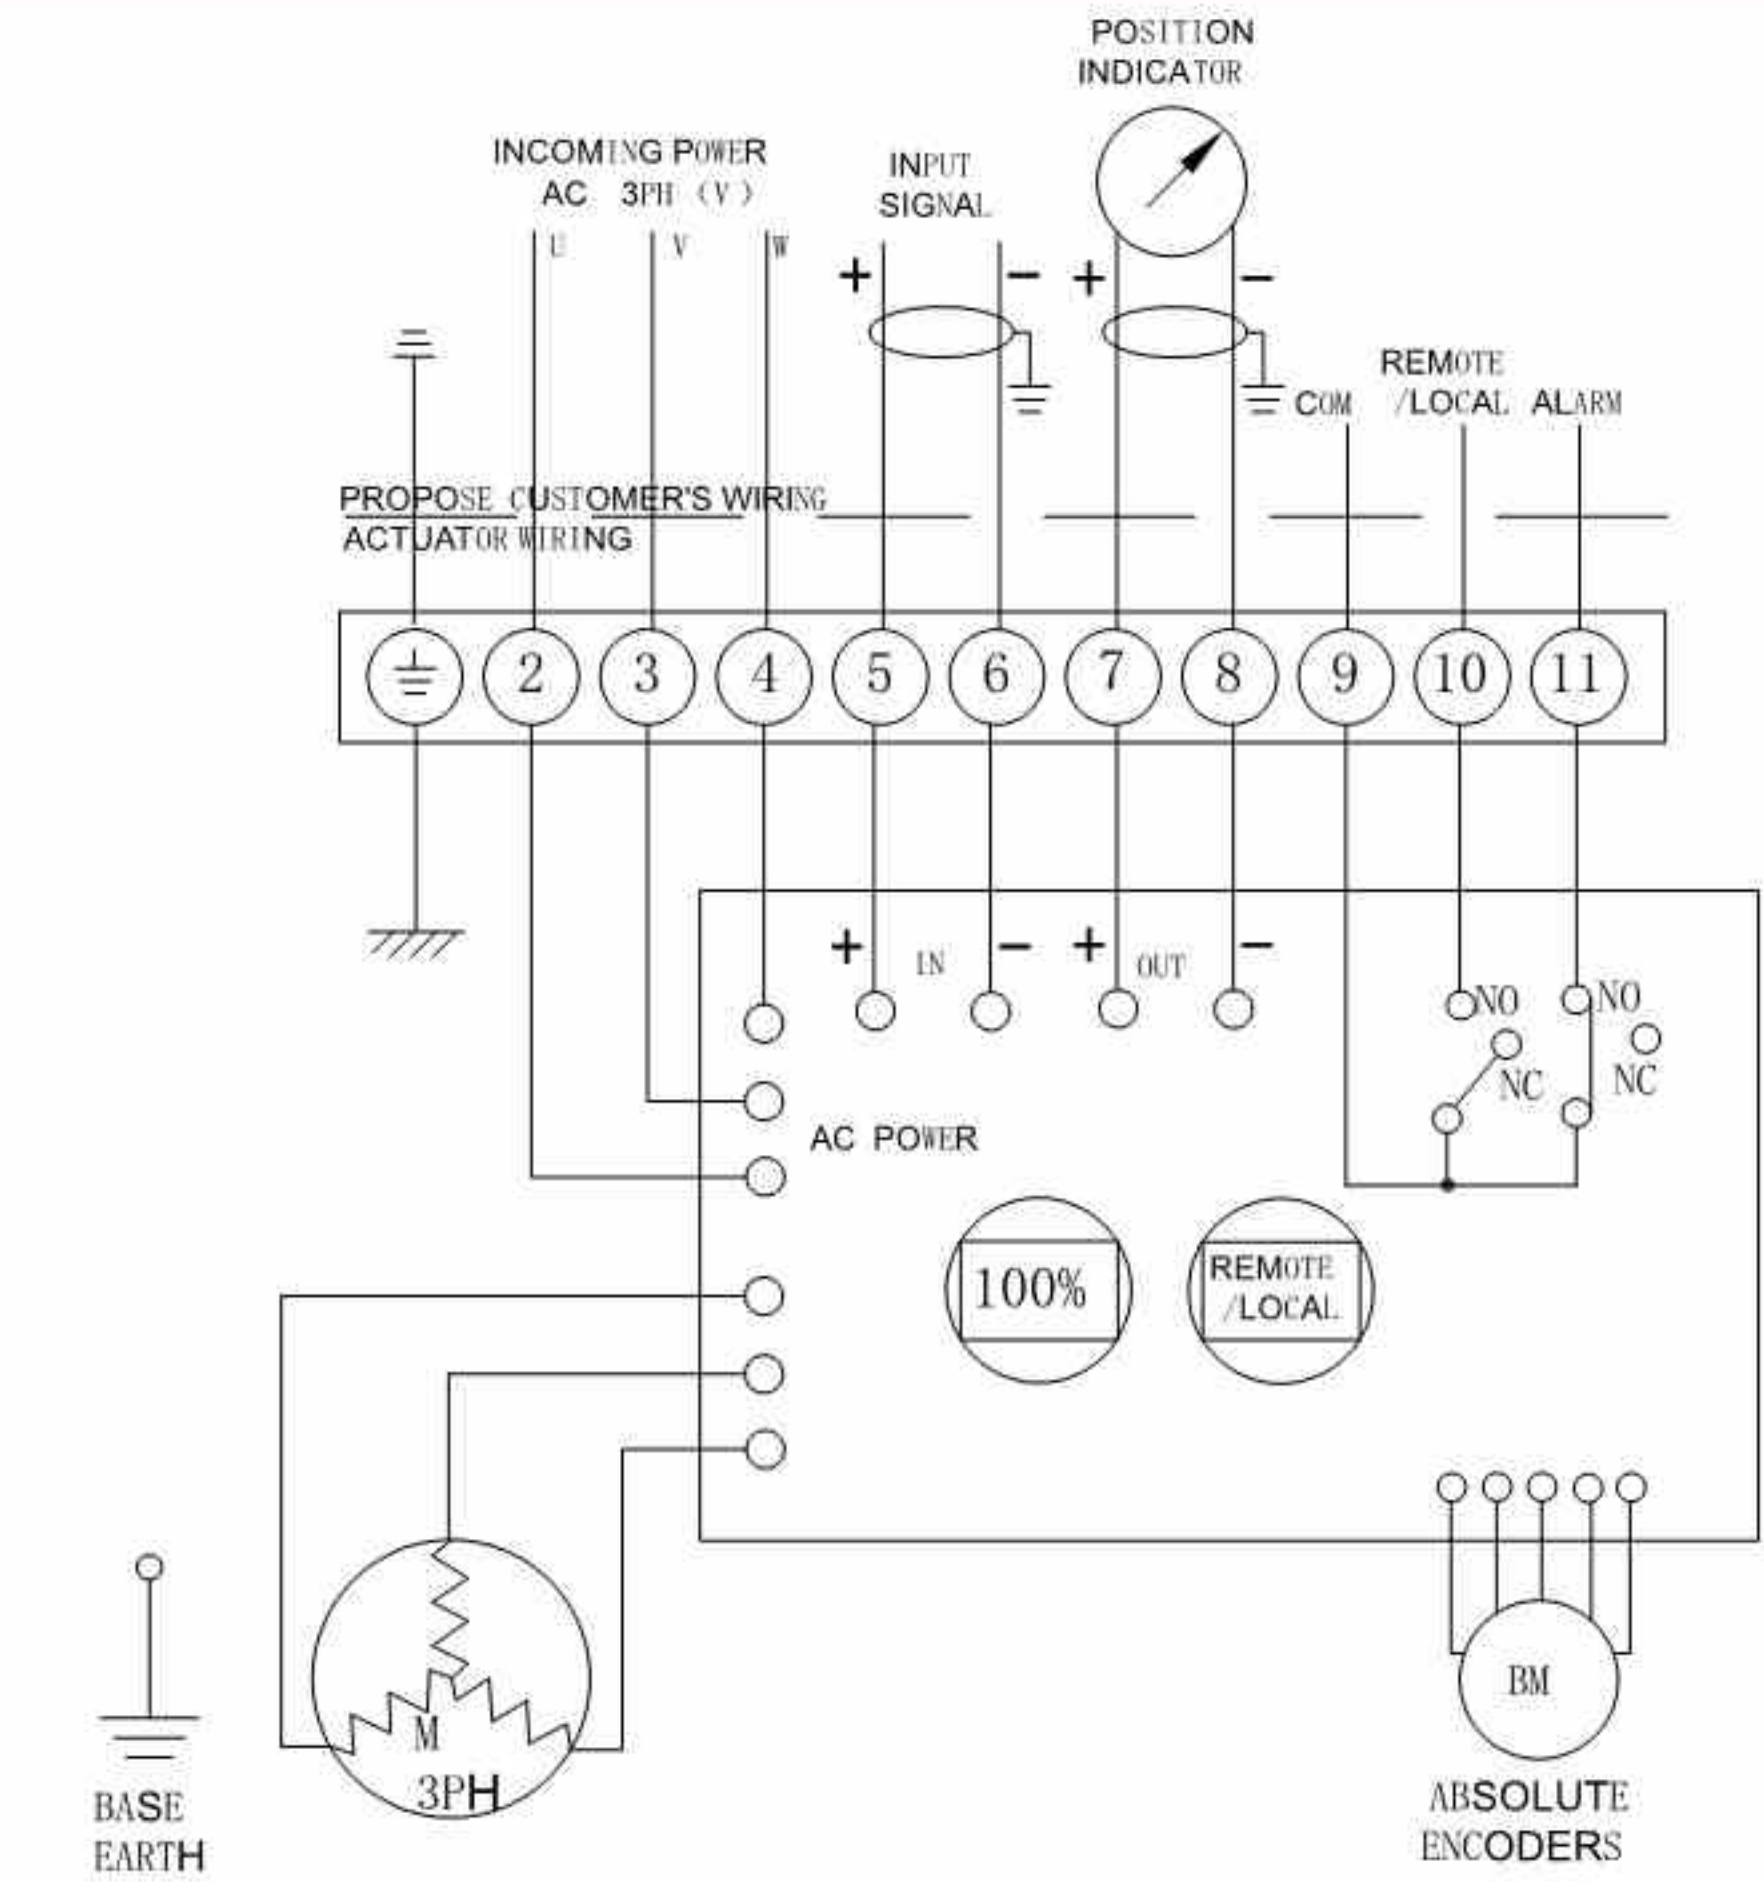 POSITION
INDICATOR
INCOMING POWER
AC 3PH (V)
INPUT
SIGNAL
U V W
+ − + −
REMOTE
COM /LOCAL ALARM
PROPOSE CUSTOMER'S WIRING
ACTUATOR WIRING
2 3 4 5 6 7 8 9 10 11
+ IN − + OUT −
NO NO
NC NC
AC POWER
100%
REMOTE
/LOCAL
M
3PH
BM
BASE
EARTH
ABSOLUTE
ENCODERS